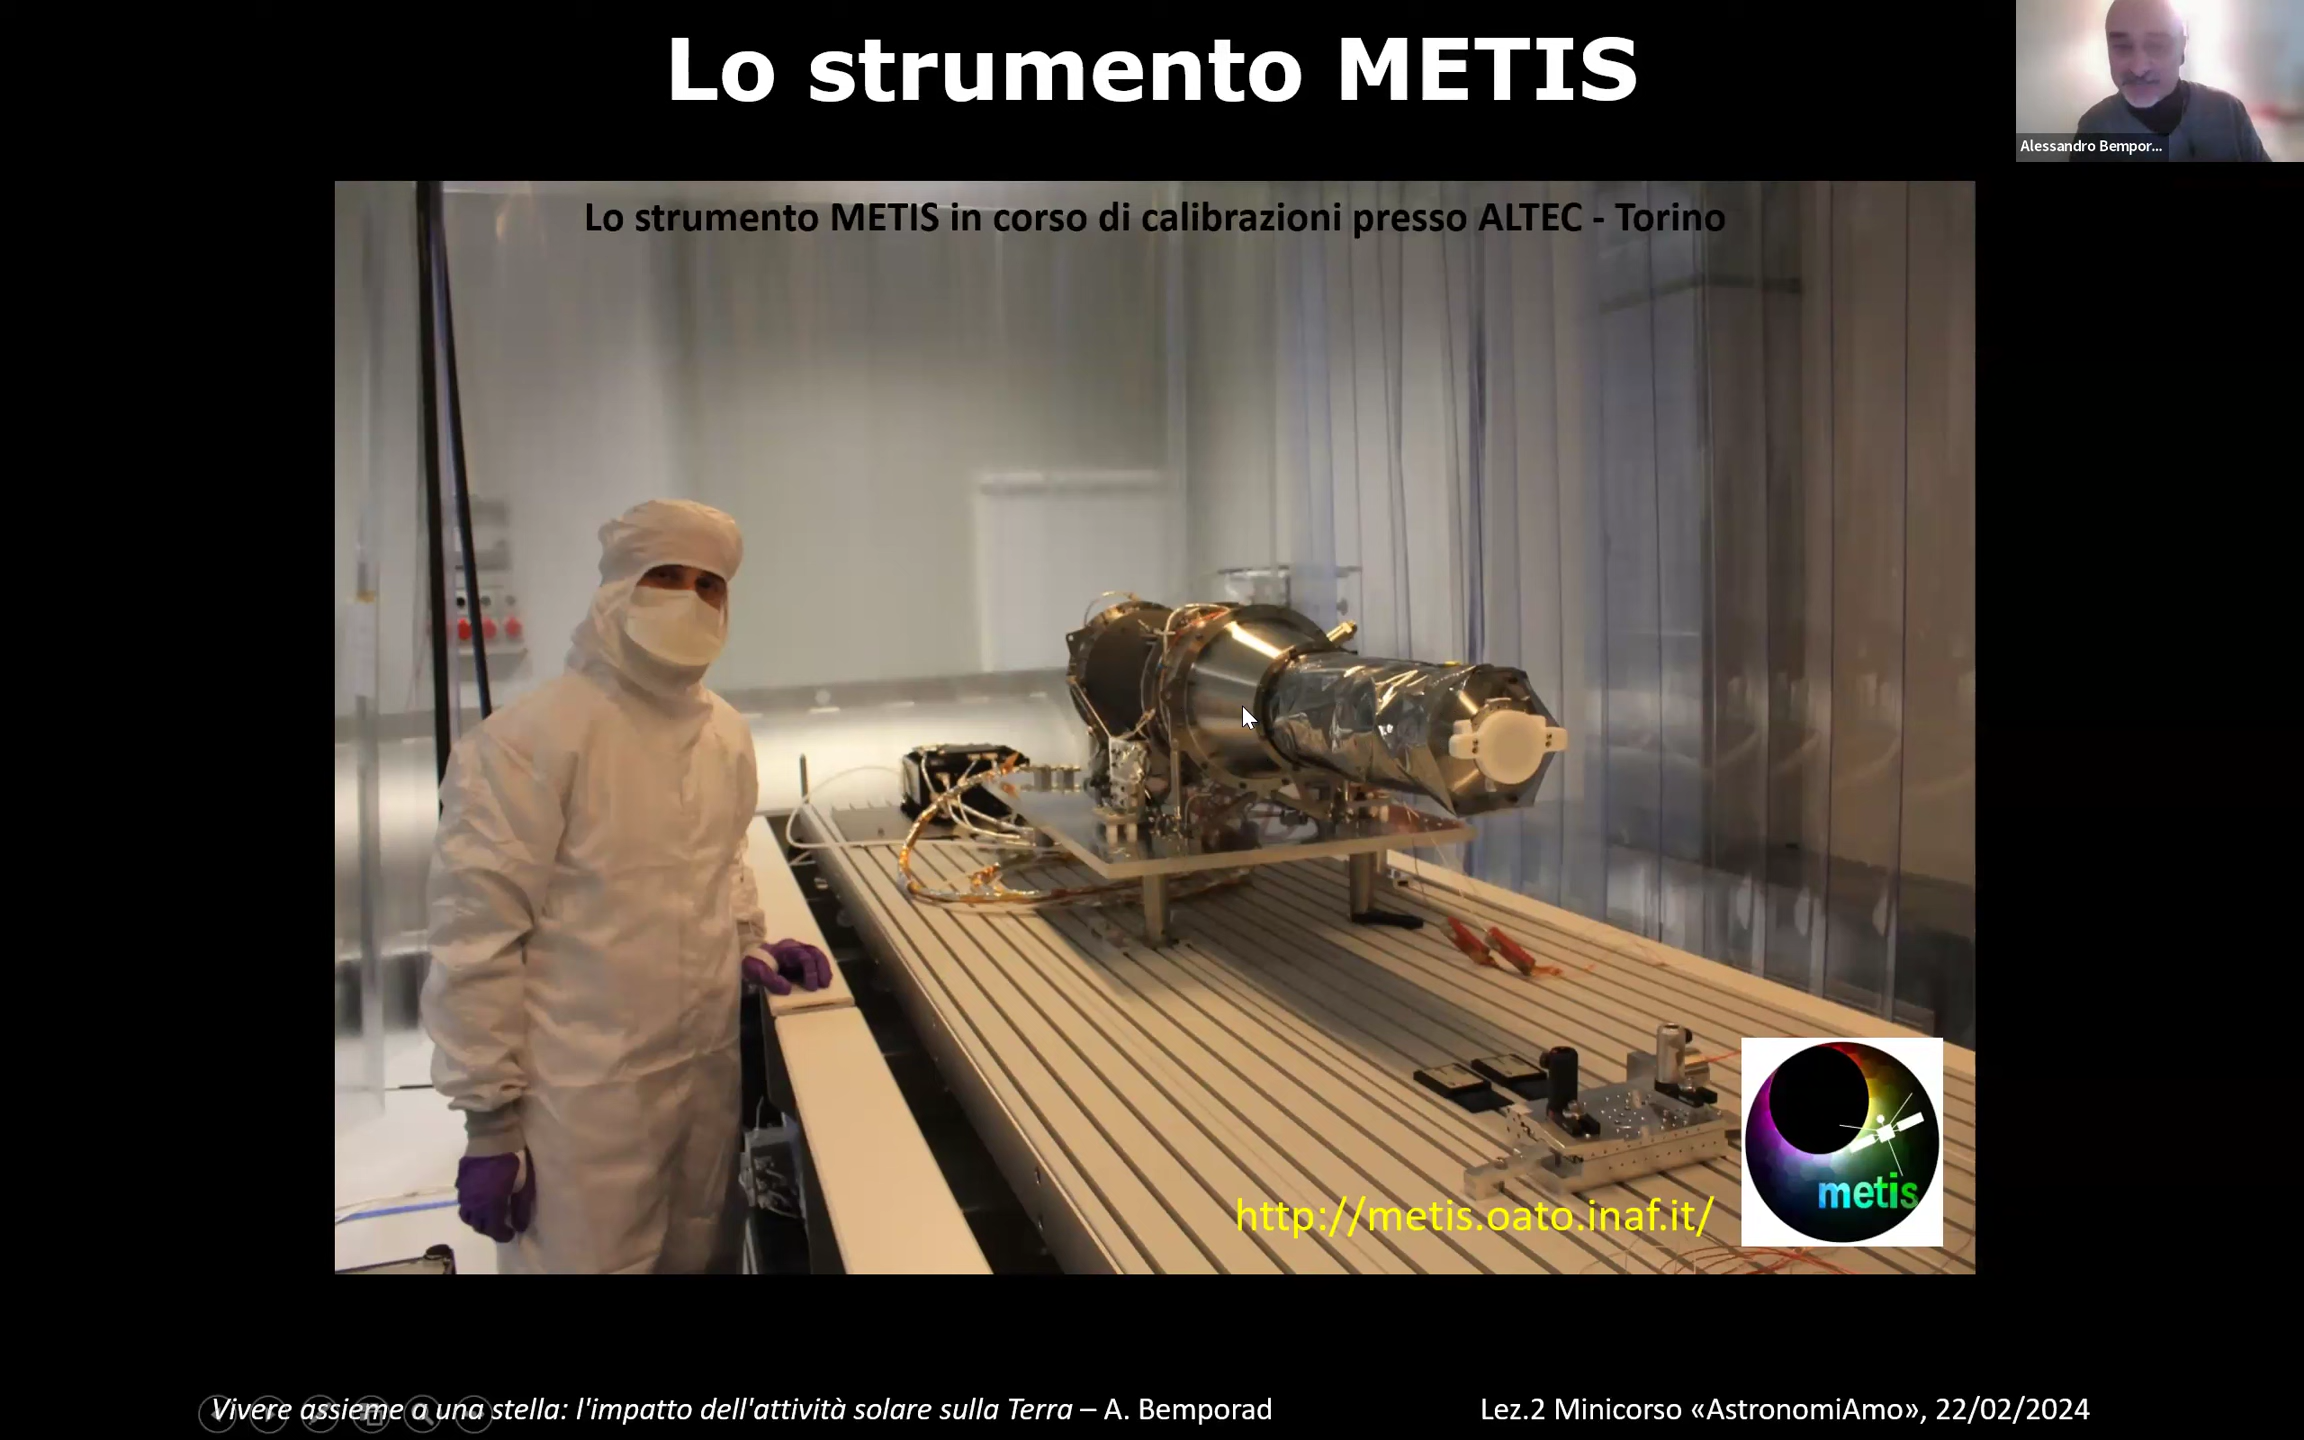 Lo strumento METIS
Alessandro Bempor...
Lo strumento METIS in corso di calibrazioni presso ALTEC - Torino
metis
http://metis.oato.inaf.it/
Vivere assieme a una stella: l'impatto dell'attività solare sulla Terra – A. Bemporad
Lez.2 Minicorso «AstronomiAmo», 22/02/2024